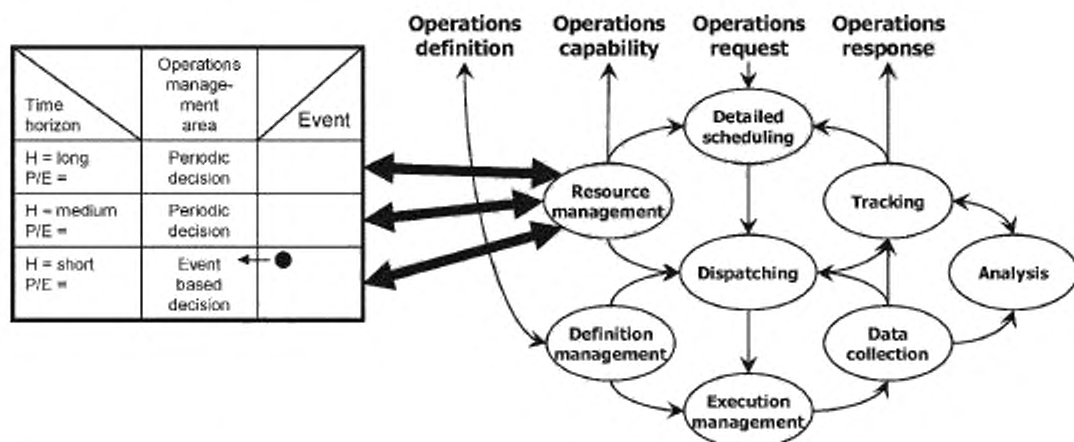 Operations
definition
Operations
capability
Operations
request
Operations
response
Time
horizon
Operations
manage-
ment
area
Event
H = long
P/E =
Periodic
decision
H = medium
P/E =
Periodic
decision
H = short
P/E =
Event
based
decision
Detailed
scheduling
Resource
management
Tracking
Dispatching
Analysis
Definition
management
Data
collection
Execution
management